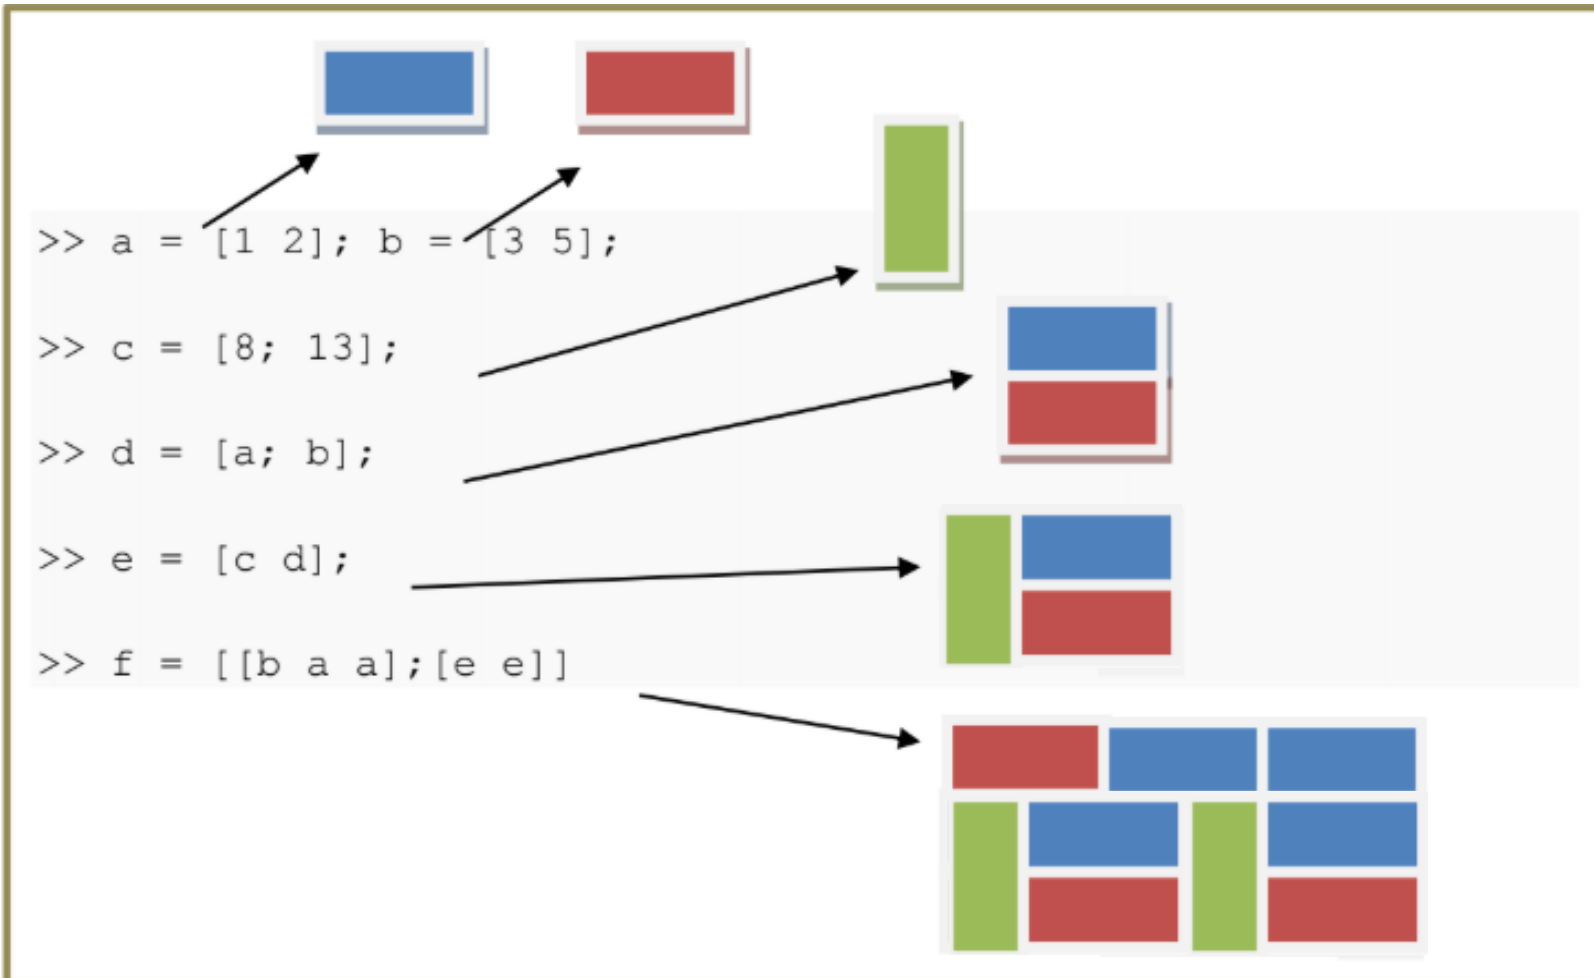 >> a = [1 2]; b = [3 5];
>> c = [8; 13];
>> d = [a; b];
>> e = [c d];
>> f = [[b a a];[e e]]